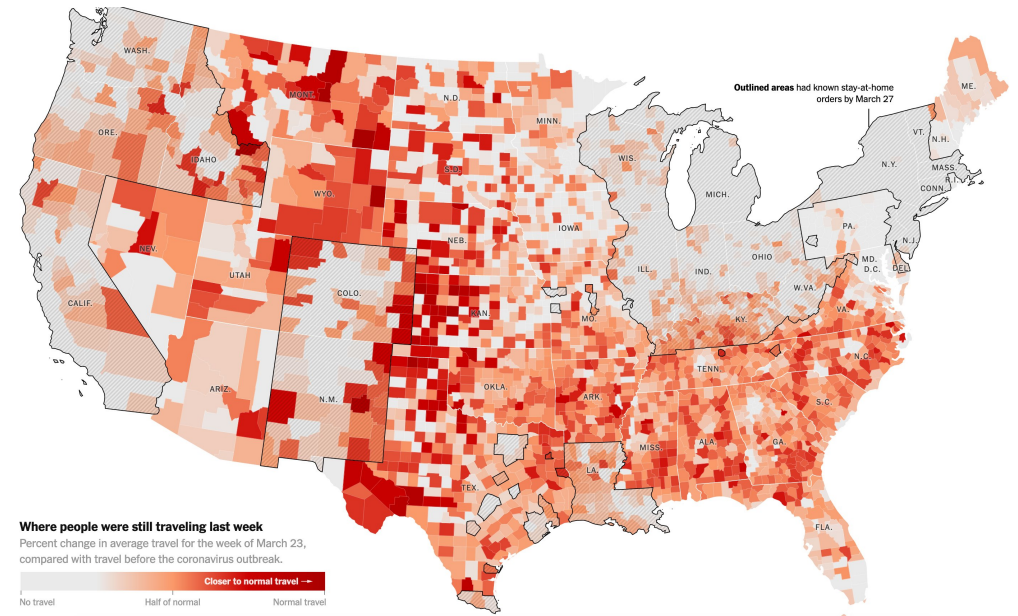 WASH.
MONT.
N.D.
MINN.
ME.
Outlined areas had known stay-at-home
orders by March 27
ORE.
IDAHO
WYO.
S.D.
WIS.
MICH.
VT.
N.H.
N.Y.
MASS.
R.I.
CONN.
NEV.
UTAH
COLO.
NEB.
IOWA
ILL.
IND.
OHIO
PA.
N.J.
MD.
D.C.
DEL.
W.VA.
VA.
CALIF.
KAN.
MO.
KY.
ARIZ.
N.M.
OKLA.
ARK.
TENN.
N.C.
S.C.
TEX.
LA.
MISS.
ALA.
GA.
FLA.
Where people were still traveling last week
Percent change in average travel for the week of March 23,
compared with travel before the coronavirus outbreak.
Closer to normal travel →
No travel
Half of normal
Normal travel